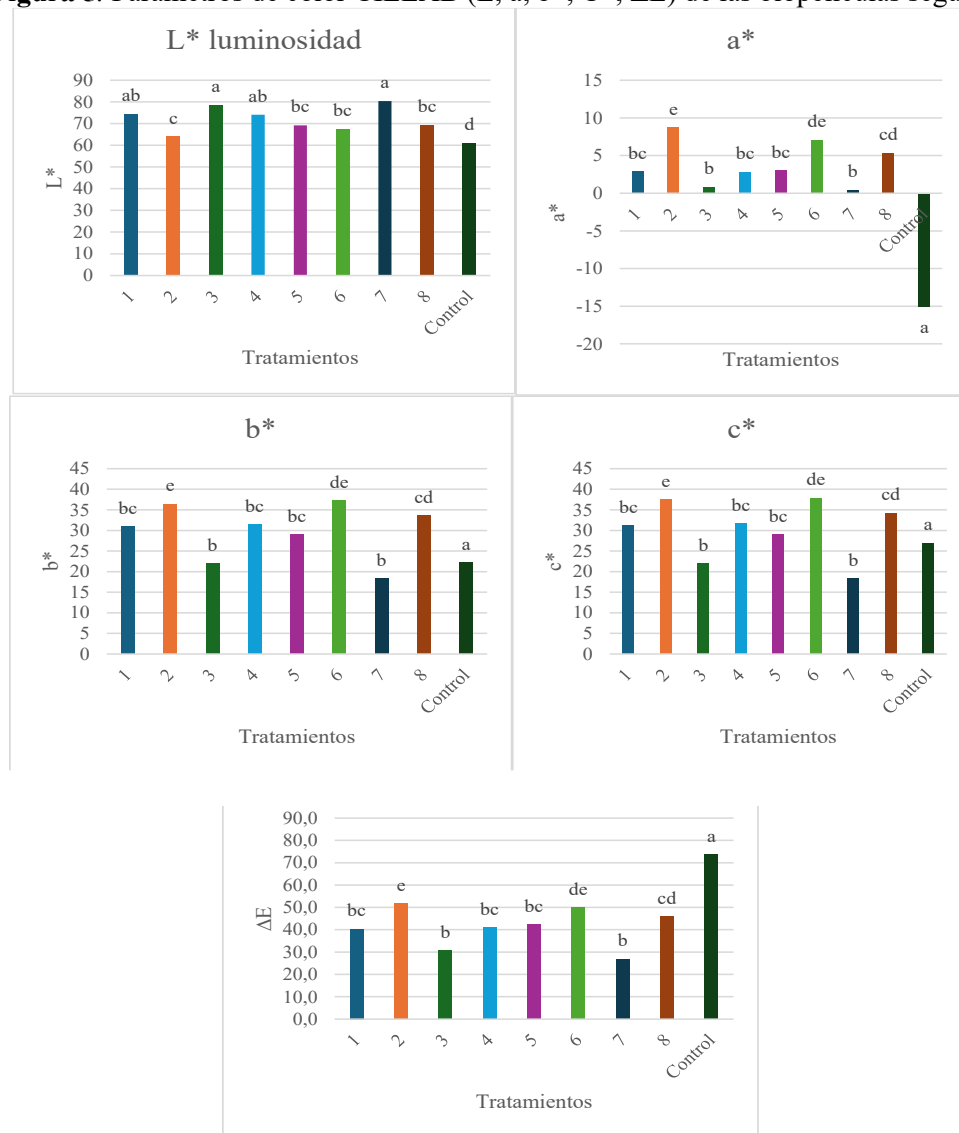 Parámetros de color CIELAB (L, a, b*, C*, ΔE) de las biopelículas
L* luminosidad
90
80
70
60
50
40
30
20
10
0
L*
ab c a ab bc bc a bc d
1 2 3 4 5 6 7 8 Control
Tratamientos
a*
15
10
5
0
-5
-10
-15
-20
a*
bc e b bc bc de b cd a
1 2 3 4 5 6 7 8 Control
Tratamientos
b*
45
40
35
30
25
20
15
10
5
0
b*
bc e b bc bc de b cd a
1 2 3 4 5 6 7 8 Control
Tratamientos
c*
45
40
35
30
25
20
15
10
5
0
c*
bc e b bc bc de b cd a
1 2 3 4 5 6 7 8 Control
Tratamientos
90,0
80,0
70,0
60,0
50,0
40,0
30,0
20,0
10,0
0,0
ΔE
bc e b bc bc de b cd a
1 2 3 4 5 6 7 8 Control
Tratamientos